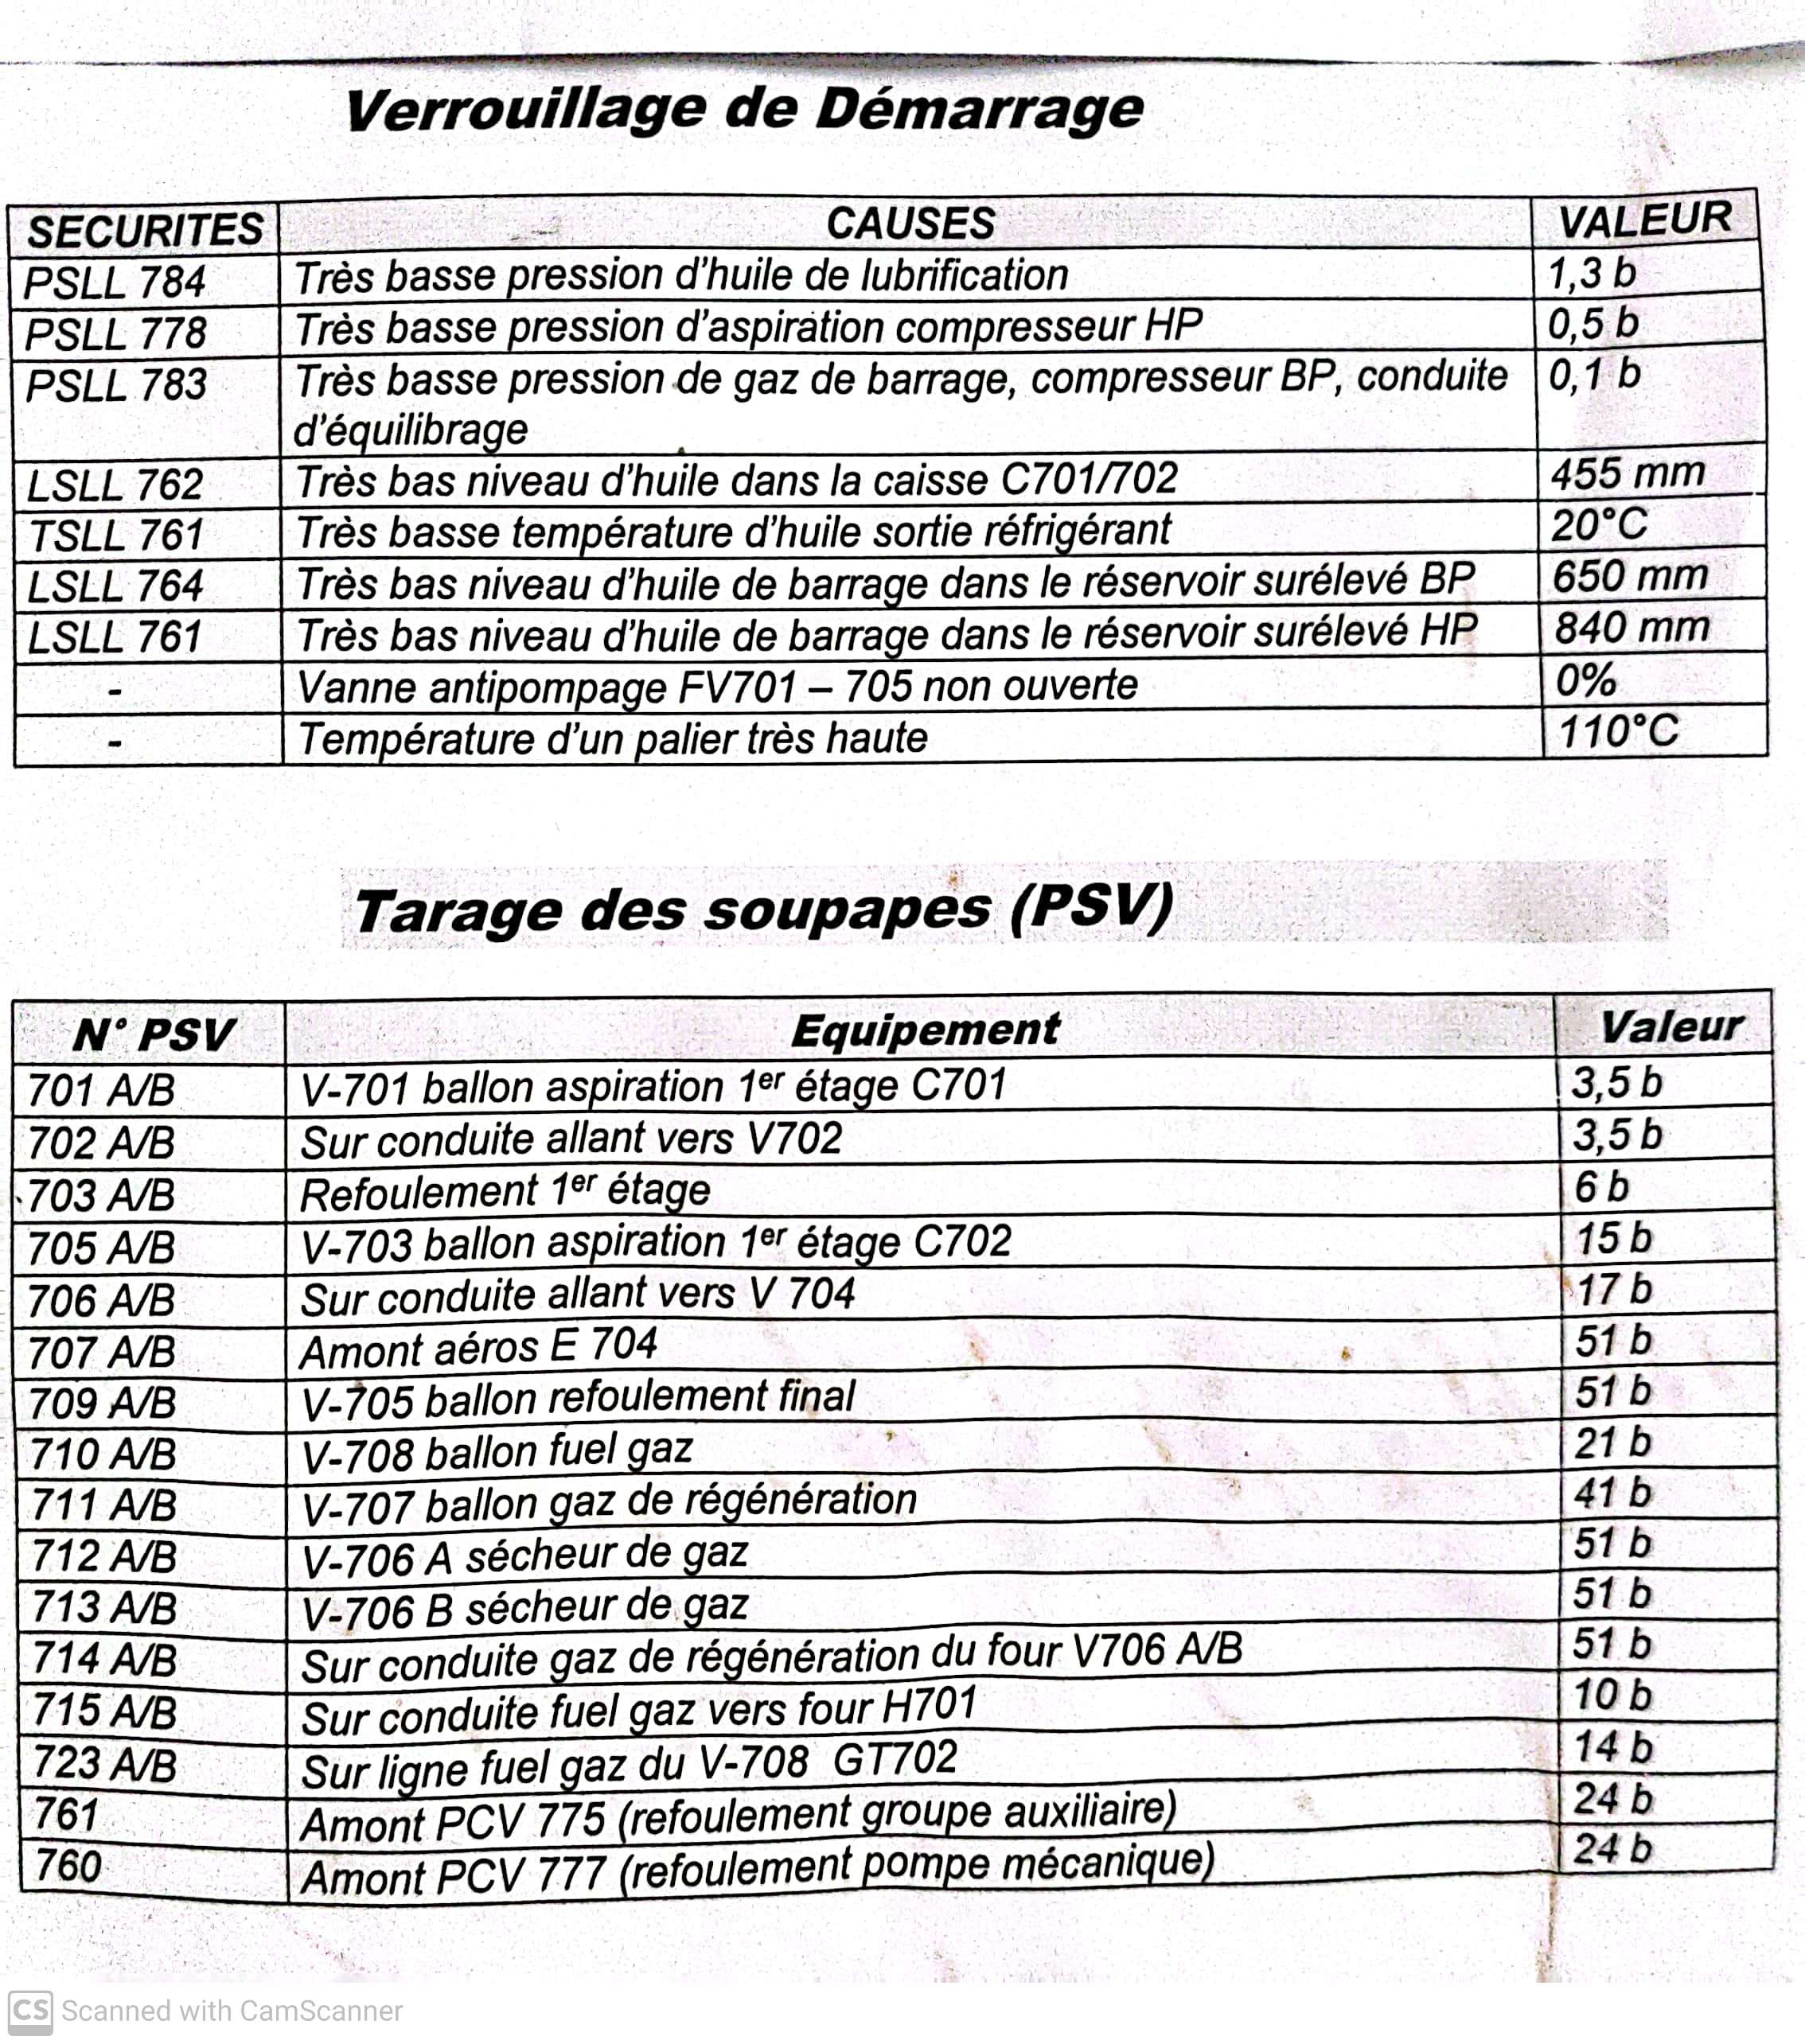 Verrouillage de Démarrage
SECURITES CAUSES VALEUR
PSLL 784 Très basse pression d'huile de lubrification 1,3 b
PSLL 778 Très basse pression d'aspiration compresseur HP 0,5 b
PSLL 783 Très basse pression de gaz de barrage, compresseur BP, conduite 0,1 b
d'équilibrage
LSLL 762 Très bas niveau d'huile dans la caisse C701/702 455 mm
TSLL 761 Très basse température d'huile sortie réfrigérant 20°C
LSLL 764 Très bas niveau d'huile de barrage dans le réservoir surélevé BP 650 mm
LSLL 761 Très bas niveau d'huile de barrage dans le réservoir surélevé HP 840 mm
- Vanne antipompage FV701 – 705 non ouverte 0%
- Température d'un palier très haute 110°C
Tarage des soupapes (PSV)
N° PSV Equipement Valeur
701 A/B V-701 ballon aspiration 1er étage C701 3,5 b
702 A/B Sur conduite allant vers V702 3,5 b
703 A/B Refoulement 1er étage 6 b
705 A/B V-703 ballon aspiration 1er étage C702 15 b
706 A/B Sur conduite allant vers V 704 17 b
707 A/B Amont aéros E 704 51 b
709 A/B V-705 ballon refoulement final 51 b
710 A/B V-708 ballon fuel gaz 21 b
711 A/B V-707 ballon gaz de régénération 41 b
712 A/B V-706 A sécheur de gaz 51 b
713 A/B V-706 B sécheur de gaz 51 b
714 A/B Sur conduite gaz de régénération du four V706 A/B 51 b
715 A/B Sur conduite fuel gaz vers four H701 10 b
723 A/B Sur ligne fuel gaz du V-708 GT702 14 b
761 Amont PCV 775 (refoulement groupe auxiliaire) 24 b
760 Amont PCV 777 (refoulement pompe mécanique) 24 b
CS Scanned with CamScanner